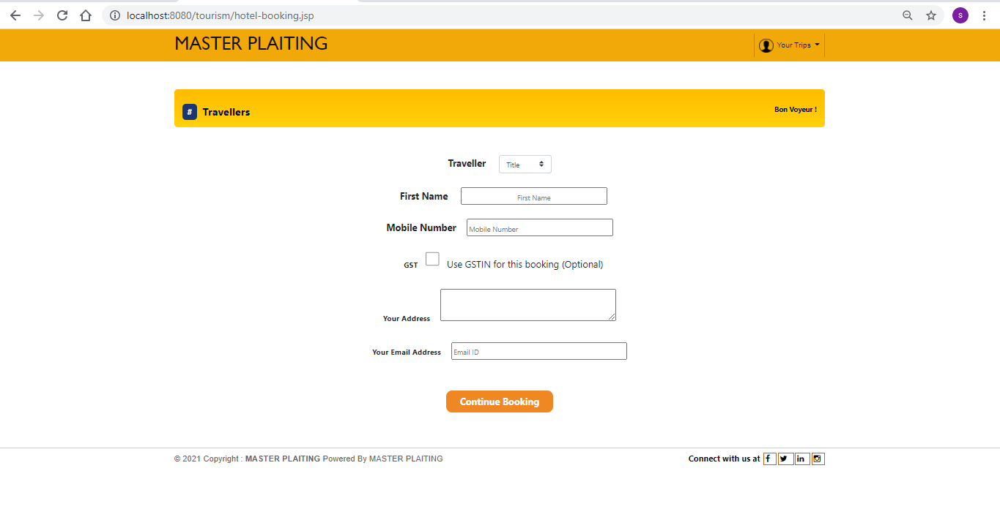 localhost:8080/tourism/hotel-booking.jsp
s
MASTER PLAITING
Your Trips
# Travellers
Bon Voyeur !
Traveller Title
First Name First Name
Mobile Number Mobile Number
GST Use GSTIN for this booking (Optional)
Your Address
Your Email Address Email ID
Continue Booking
© 2021 Copyright : MASTER PLAITING Powered By MASTER PLAITING
Connect with us at